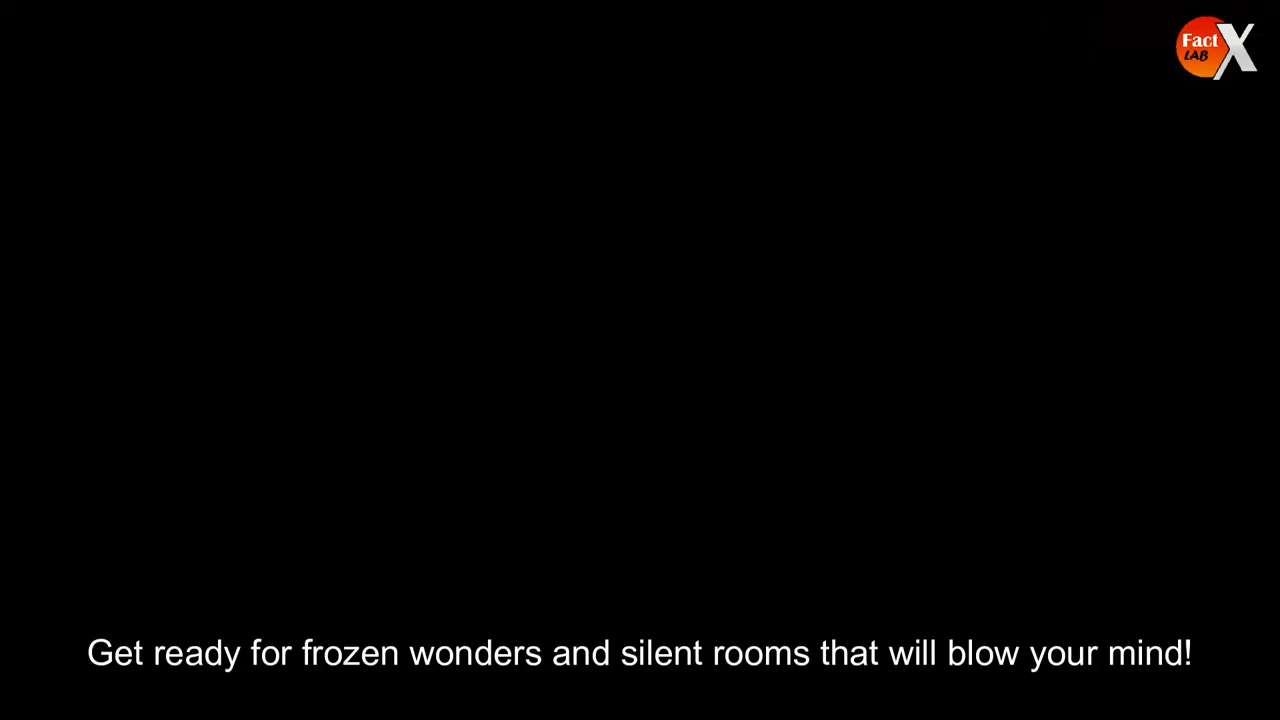 Fact
LAB
X
Get ready for frozen wonders and silent rooms that will blow your mind!